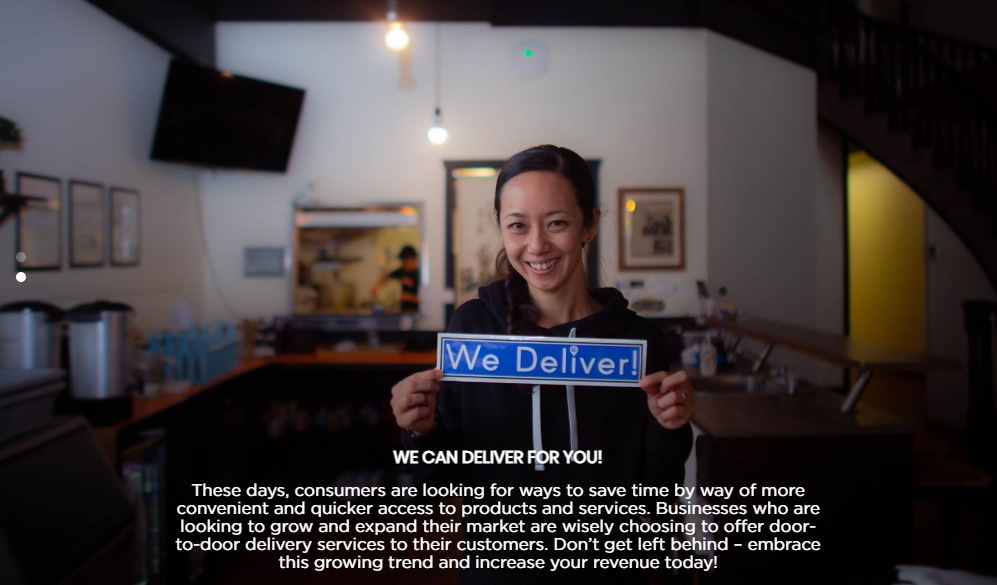 We Deliver!
WE CAN DELIVER FOR YOU!
These days, consumers are looking for ways to save time by way of more
convenient and quicker access to products and services. Businesses who are
looking to grow and expand their market are wisely choosing to offer door-
to-door delivery services to their customers. Don't get left behind – embrace
this growing trend and increase your revenue today!